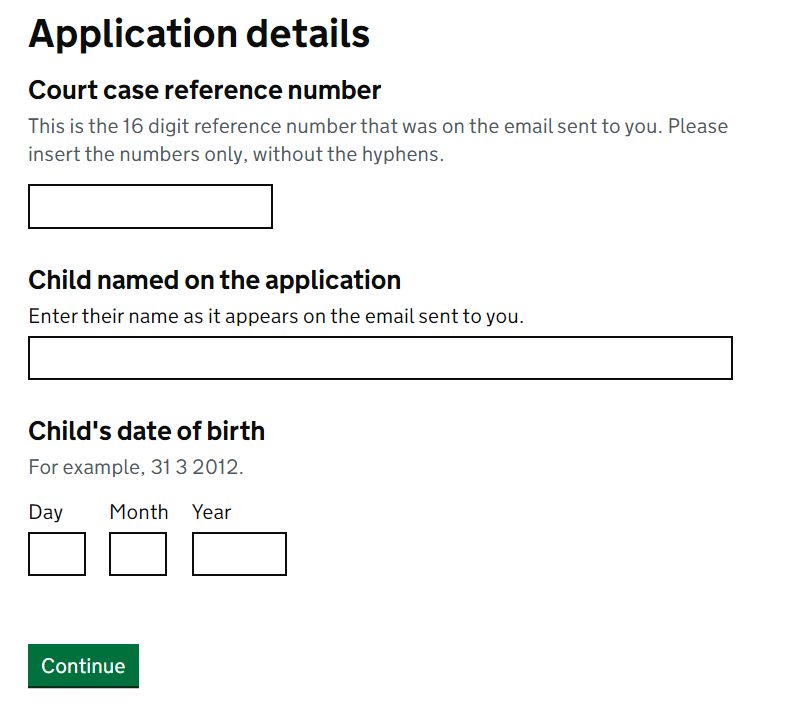 Application details
Court case reference number
This is the 16 digit reference number that was on the email sent to you. Please
insert the numbers only, without the hyphens.
Child named on the application
Enter their name as it appears on the email sent to you.
Child's date of birth
For example, 31 3 2012.
Day Month Year
Continue